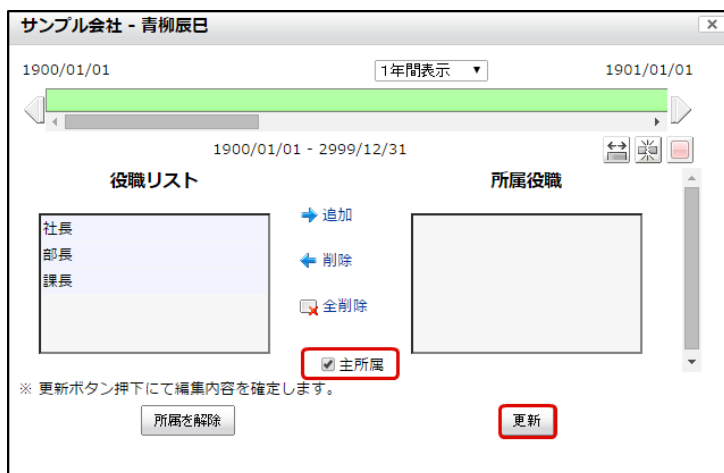 サンプル会社 - 青柳辰巳
1900/01/01
1年間表示
1901/01/01
1900/01/01 - 2999/12/31
役職リスト
所属役職
社長
部長
課長
追加
削除
全削除
主所属
※ 更新ボタン押下にて編集内容を確定します。
所属を解除
更新